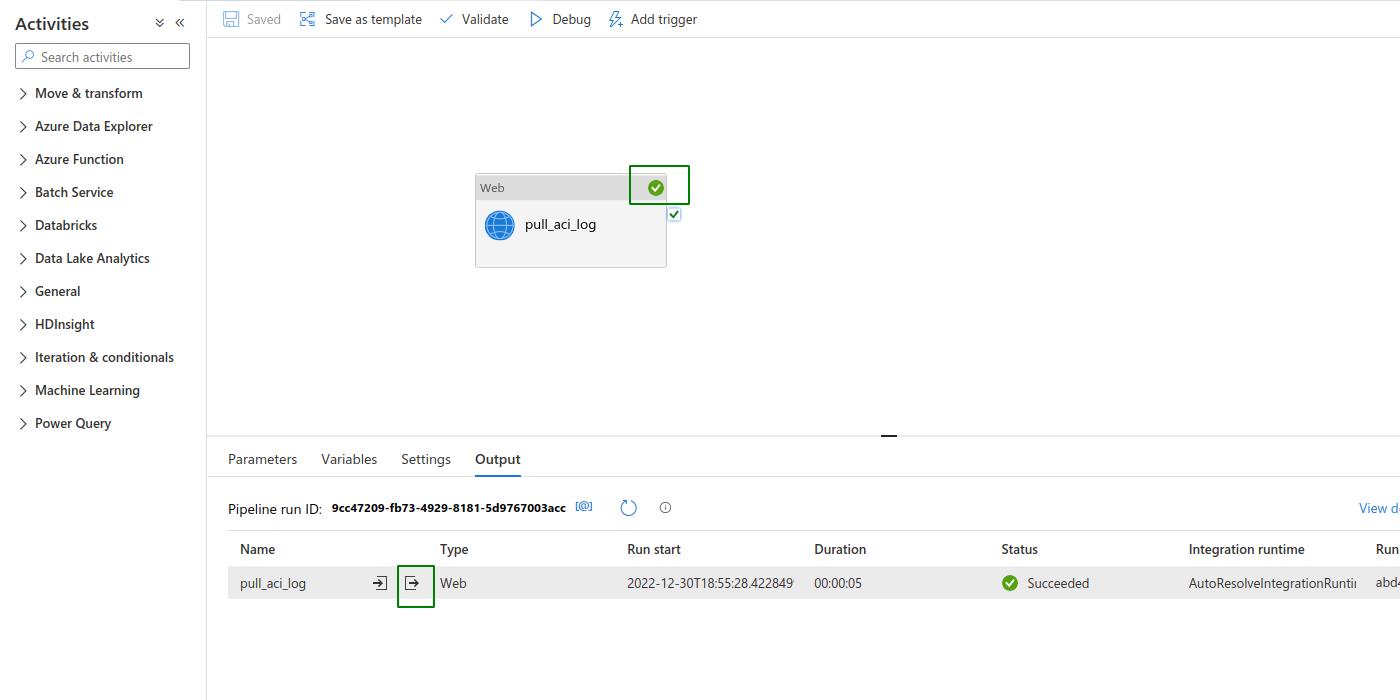 Activities
Saved
Save as template
Validate
Debug
Add trigger
Search activities
Move & transform
Azure Data Explorer
Azure Function
Batch Service
Databricks
Data Lake Analytics
General
HDInsight
Iteration & conditionals
Machine Learning
Power Query
Web
pull_aci_log
Parameters Variables Settings Output
Pipeline run ID: 9cc47209-fb73-4929-8181-5d9767003acc [@] View d
Name Type Run start Duration Status Integration runtime Run
pull_aci_log Web 2022-12-30T18:55:28.422849 00:00:05 Succeeded AutoResolveIntegrationRunti abd4